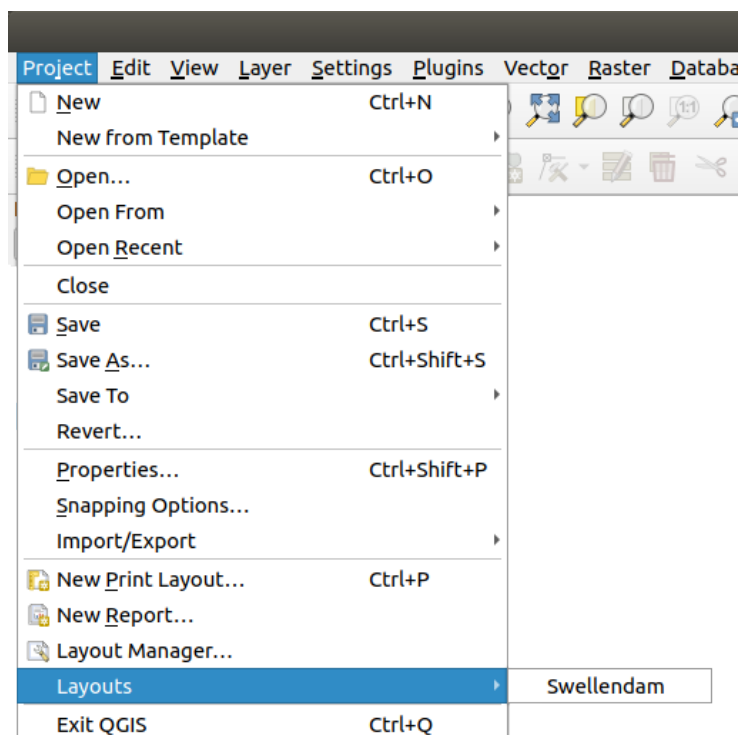 Project Edit View Layer Settings Plugins Vector Raster Databa
New Ctrl+N
New from Template
Open... Ctrl+O
Open From
Open Recent
Close
Save Ctrl+S
Save As... Ctrl+Shift+S
Save To
Revert...
Properties... Ctrl+Shift+P
Snapping Options...
Import/Export
New Print Layout... Ctrl+P
New Report...
Layout Manager...
Layouts Swellendam
Exit QGIS Ctrl+Q
1:1